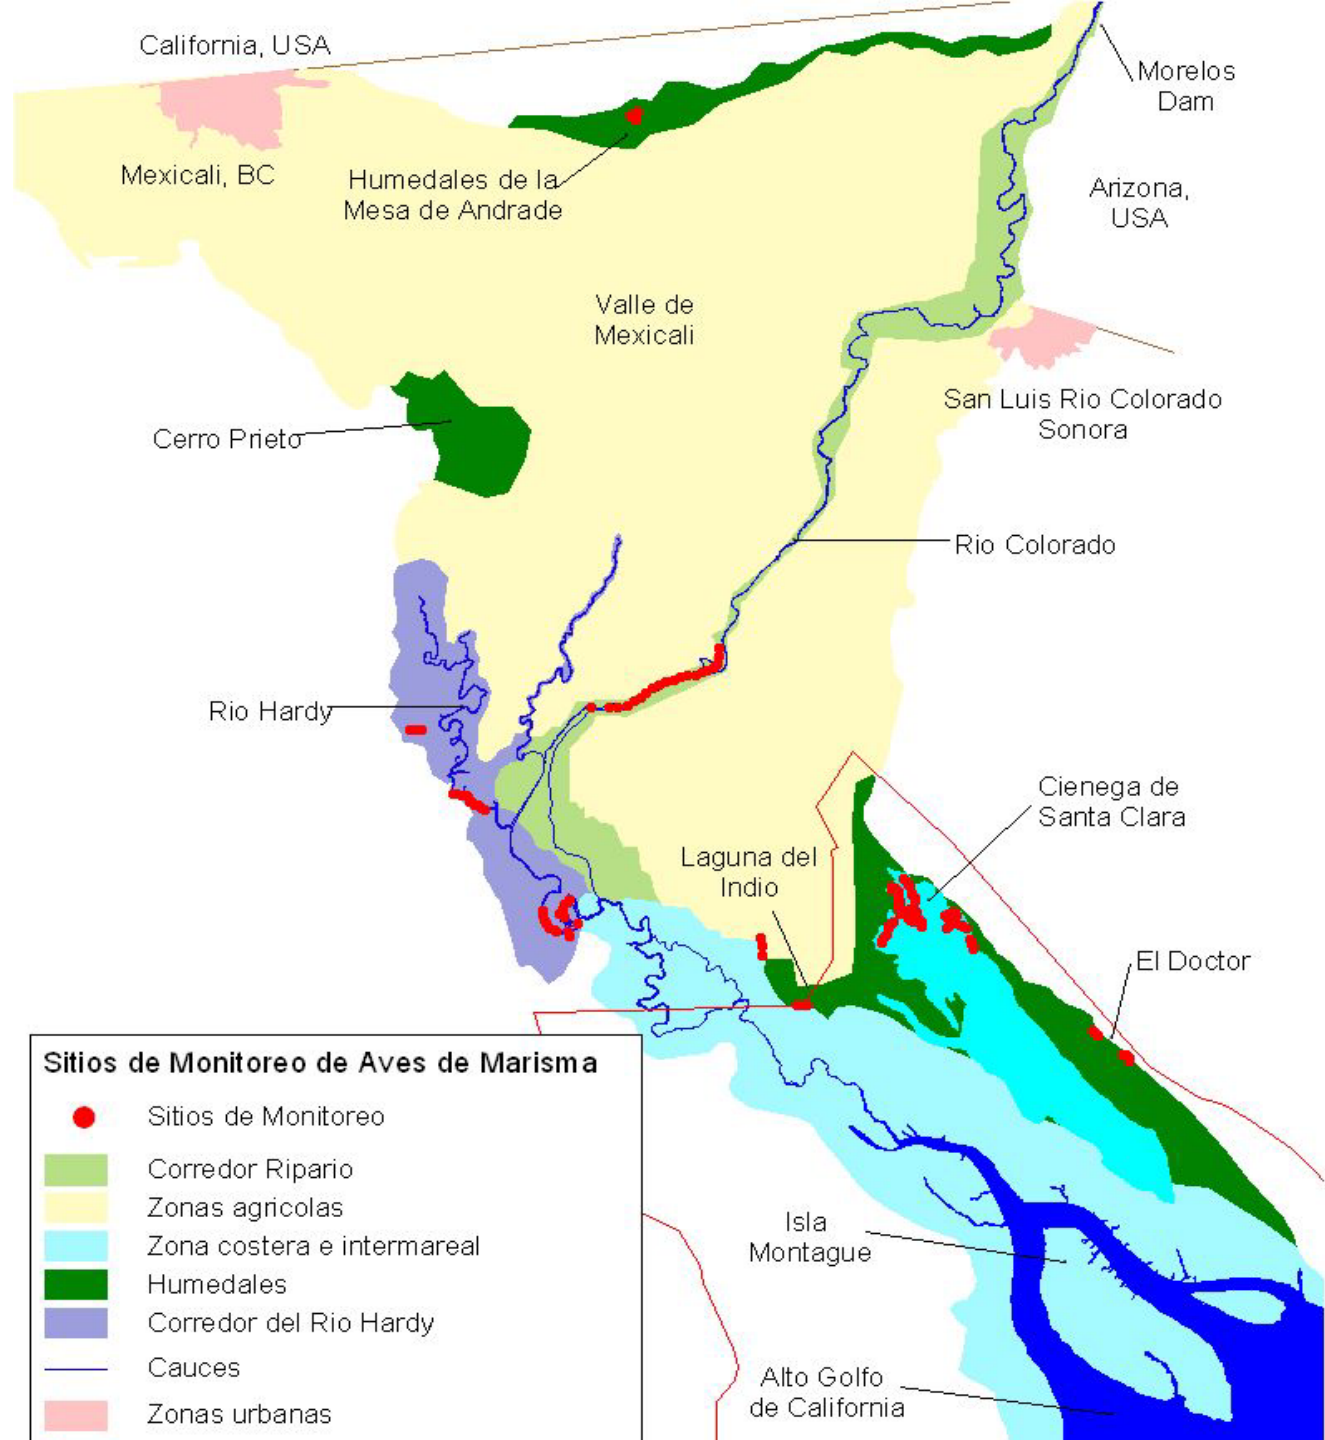 California, USA
Morelos
Dam
Mexicali, BC
Humedales de la
Mesa de Andrade
Arizona,
USA
Valle de
Mexicali
San Luis Rio Colorado
Sonora
Cerro Prieto
Rio Colorado
Rio Hardy
Cienega de
Santa Clara
Laguna del
Indio
El Doctor
Sitios de Monitoreo de Aves de Marisma
Sitios de Monitoreo
Corredor Ripario
Zonas agricolas
Zona costera e intermareal
Humedales
Corredor del Rio Hardy
Cauces
Zonas urbanas
Isla
Montague
Alto Golfo
de California